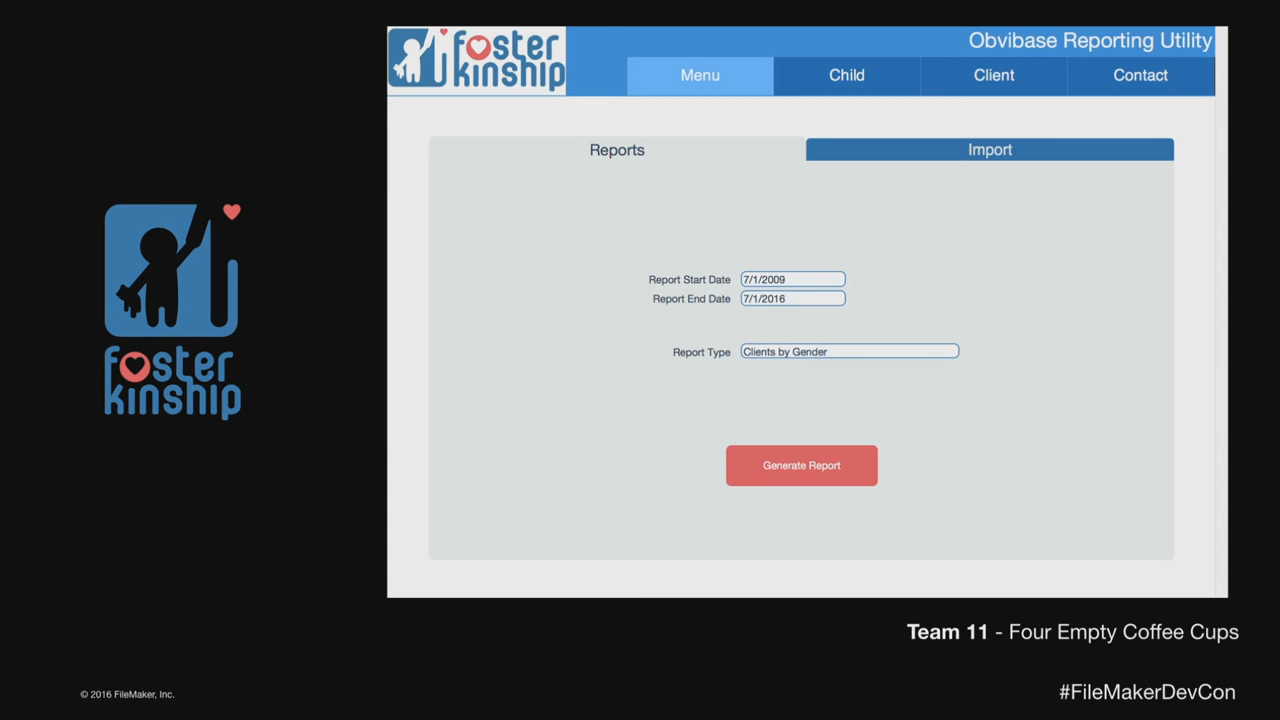 foster
kinship
Obvibase Reporting Utility
Menu
Child
Client
Contact
Reports
Import
Report Start Date 7/1/2009
Report End Date 7/1/2016
Report Type Clients by Gender
Generate Report
foster
kinship
Team 11 - Four Empty Coffee Cups
© 2016 FileMaker, Inc.
#FileMakerDevCon